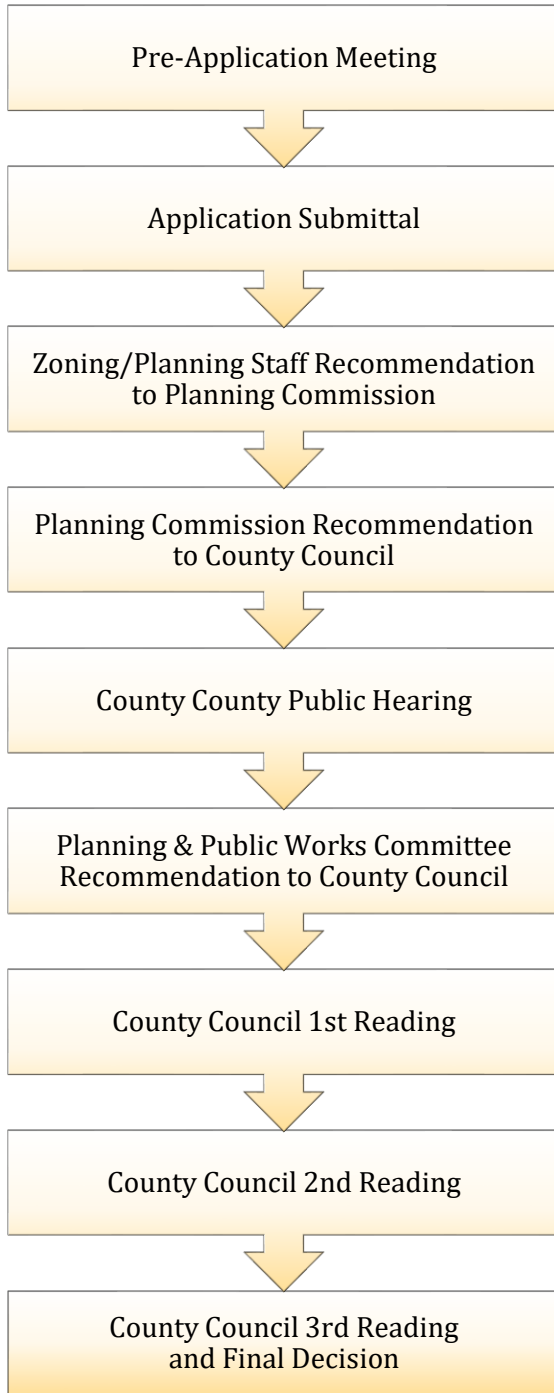 Pre-Application Meeting
Application Submittal
Zoning/Planning Staff Recommendation
to Planning Commission
Planning Commission Recommendation
to County Council
County County Public Hearing
Planning & Public Works Committee
Recommendation to County Council
County Council 1st Reading
County Council 2nd Reading
County Council 3rd Reading
and Final Decision